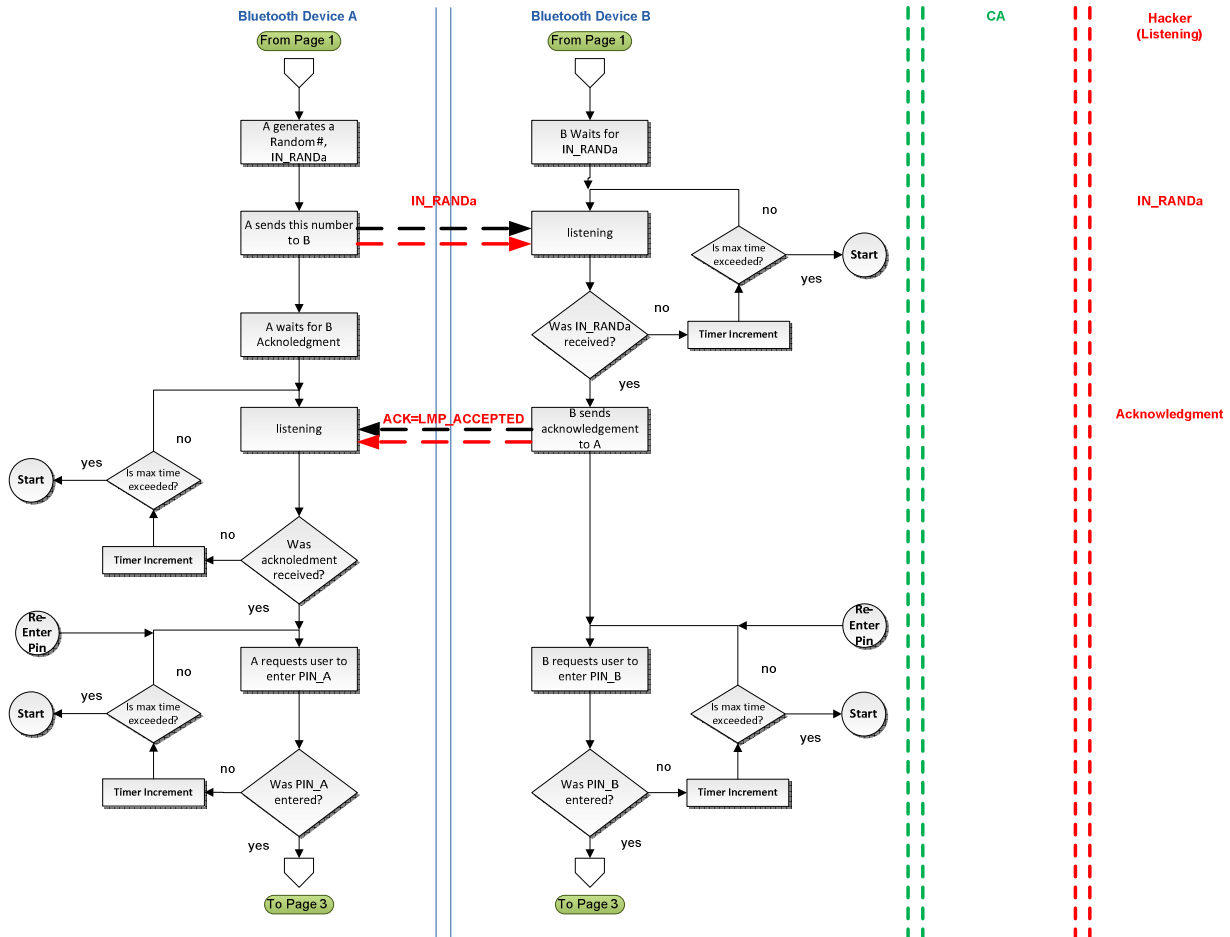 Bluetooth Device A
Bluetooth Device B
CA
Hacker
(Listening)
From Page 1
From Page 1
A generates a
Random#,
IN_RANDa
B Waits for
IN_RANDa
IN_RANDa
IN_RANDa
no
A sends this number
to B
listening
Is max time
exceeded?
Start
yes
no
A waits for B
Acknoledgment
Was IN_RANDa
received?
Timer Increment
yes
ACK=LMP_ACCEPTED
Acknowledgment
listening
B sends
acknowledgement
to A
no
yes
Start
Is max time
exceeded?
no
Timer Increment
Was
acknoledment
received?
yes
Re-
Enter
Pin
Re-
Enter
Pin
A requests user to
enter PIN_A
B requests user to
enter PIN_B
no
no
yes
Start
Is max time
exceeded?
Is max time
exceeded?
Start
yes
no
no
Timer Increment
Was PIN_A
entered?
Was PIN_B
entered?
Timer Increment
yes
yes
To Page 3
To Page 3